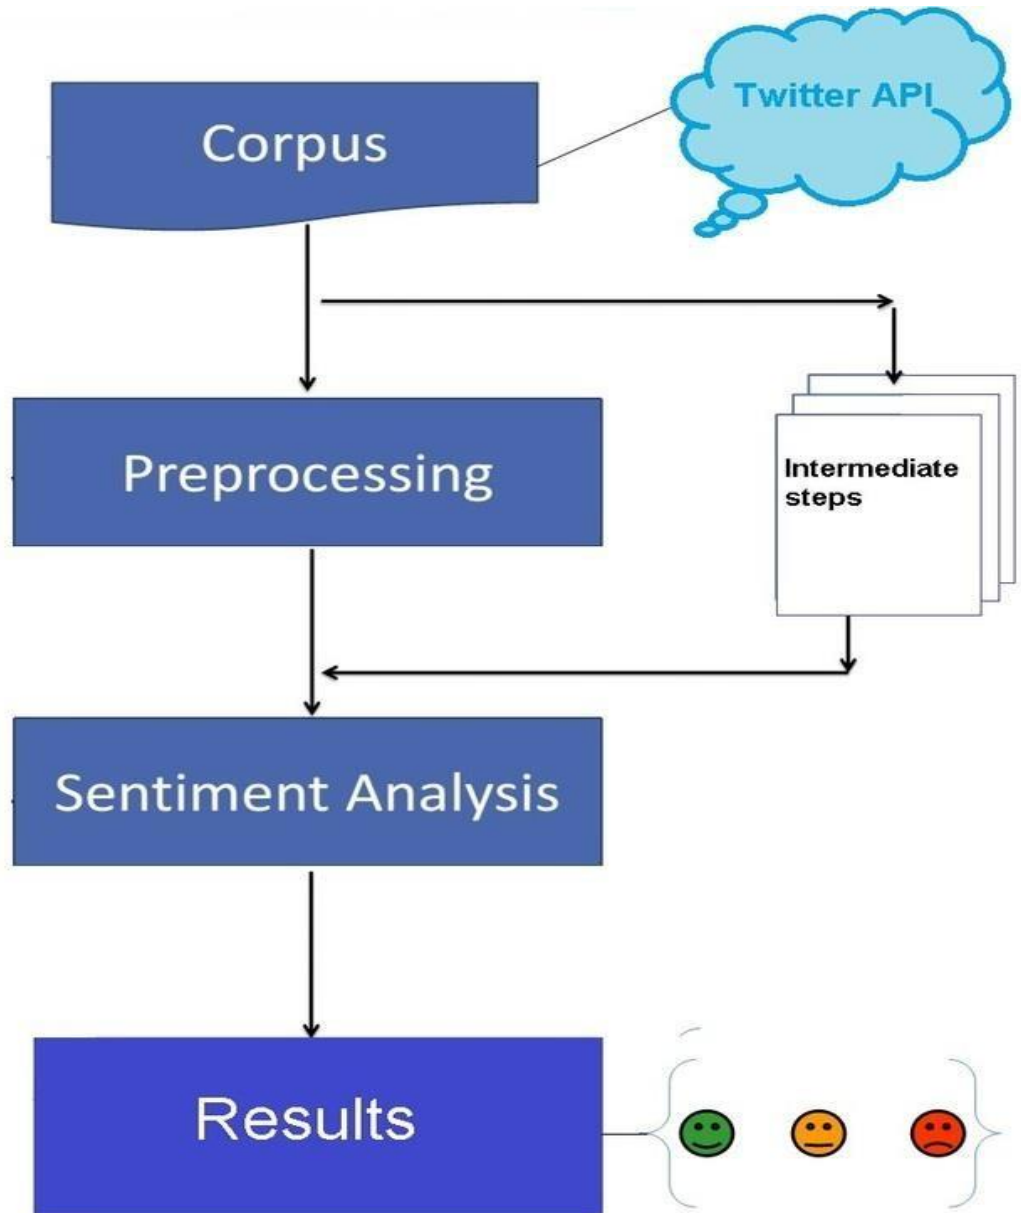 Twitter API
Corpus
Preprocessing
Intermediate
steps
Sentiment Analysis
Results